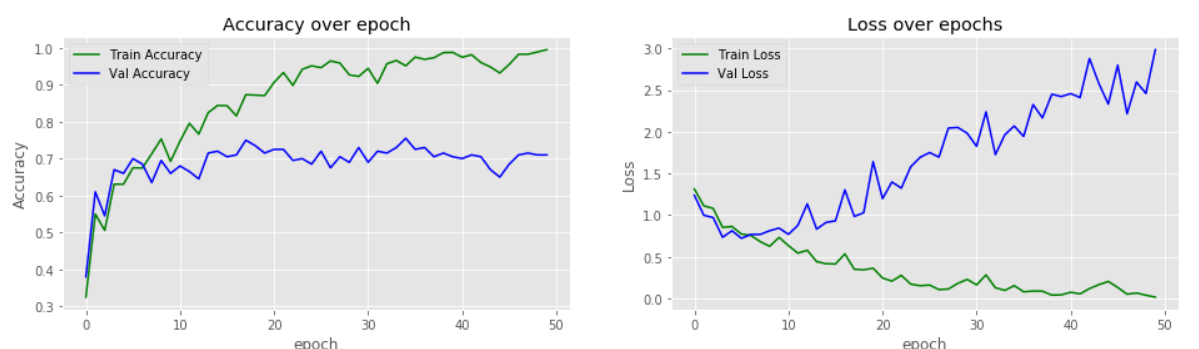 Accuracy over epoch
Train Accuracy
Val Accuracy
1.0
0.9
0.8
0.7
0.6
0.5
0.4
0.3
Accuracy
0 10 20 30 40 50
epoch
Loss over epochs
Train Loss
Val Loss
3.0
2.5
2.0
1.5
1.0
0.5
0.0
Loss
0 10 20 30 40 50
epoch